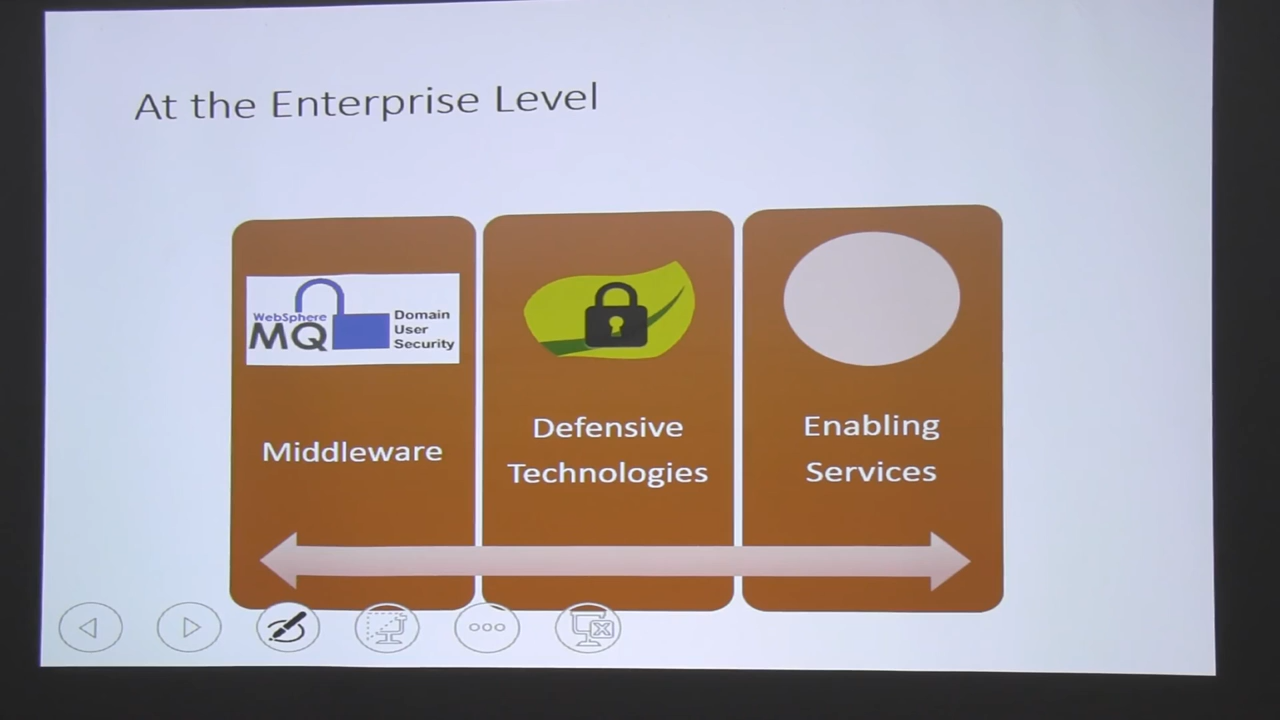 At the Enterprise Level
WebSphere
MQ
Domain
User
Security
Middleware
Defensive
Technologies
Enabling
Services